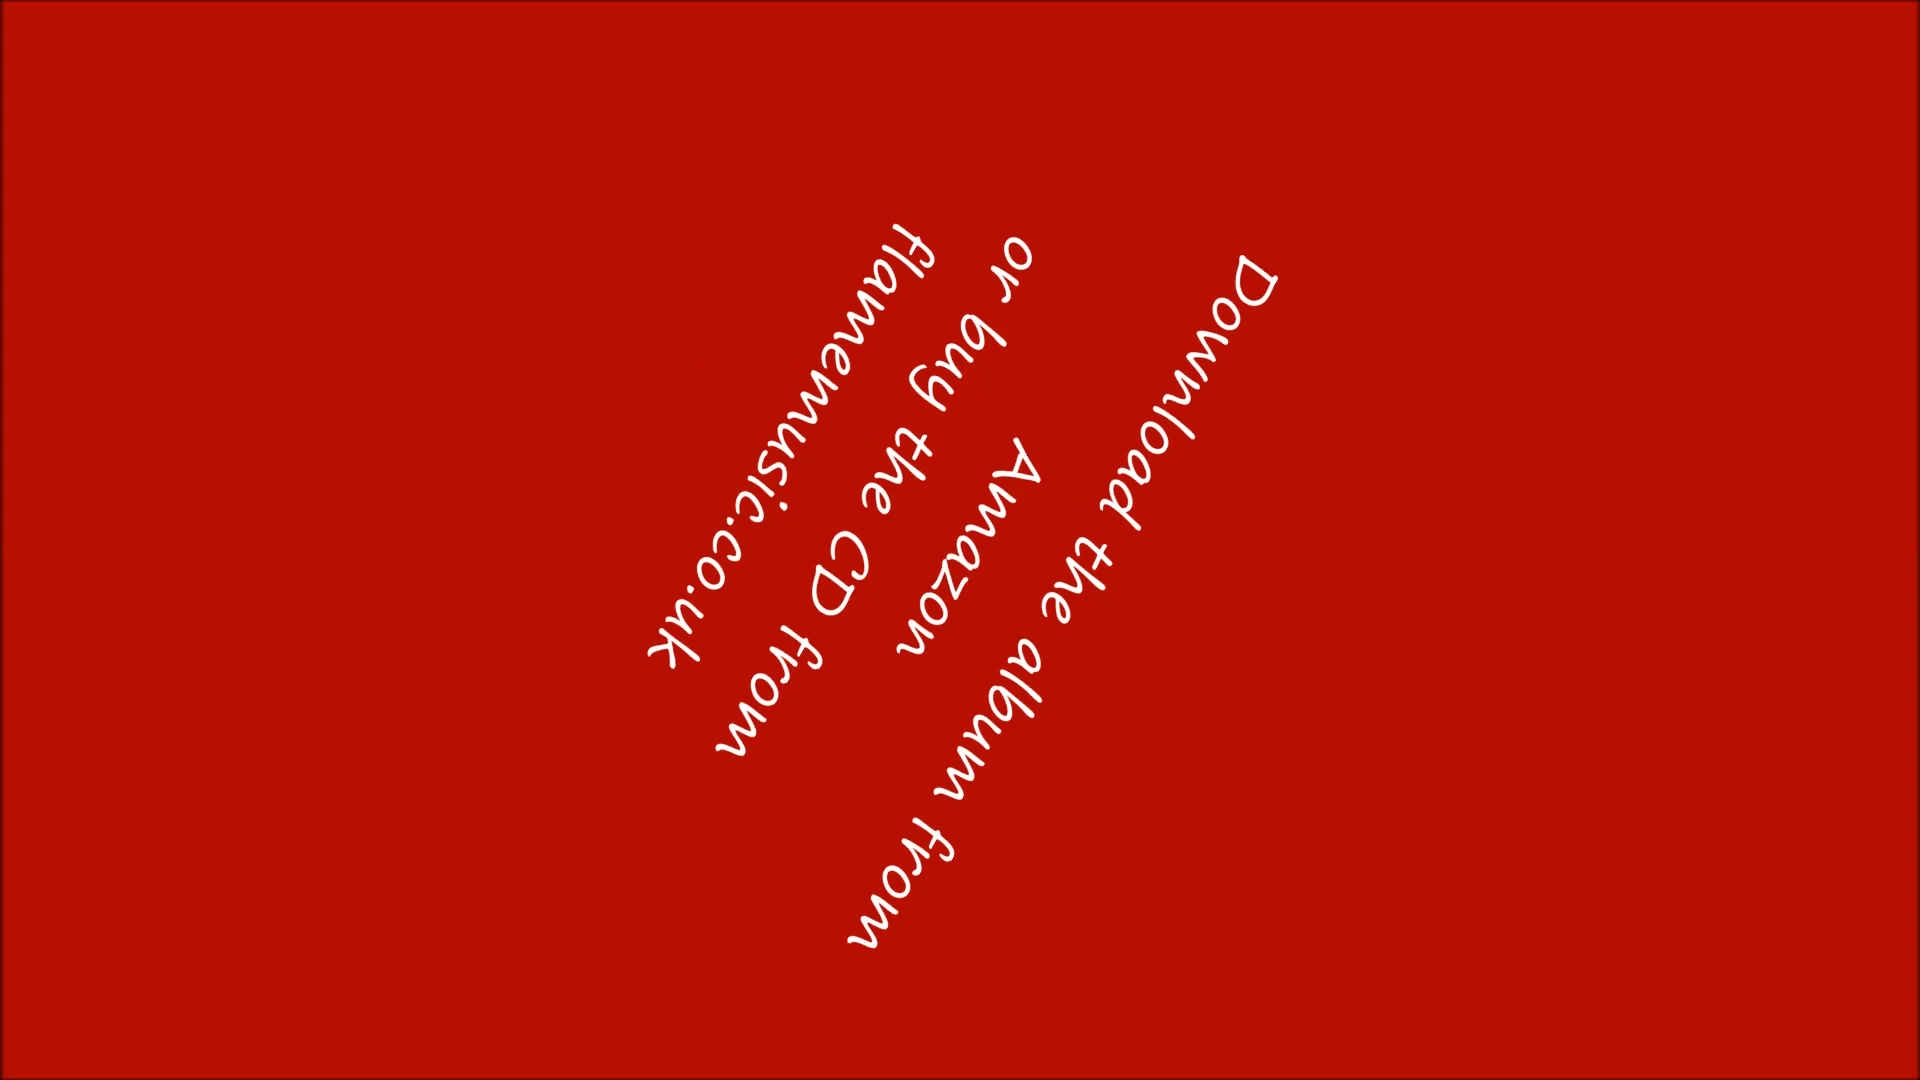 Download the album from
Amazon
or buy the CD from
flamemusic.co.uk